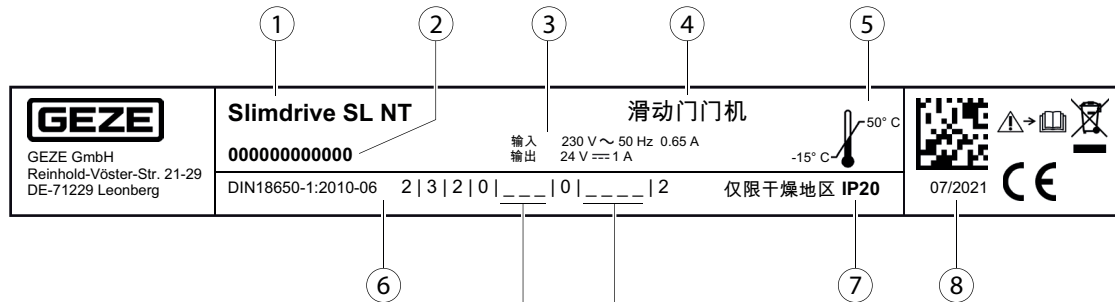 1 2 3 4 5
GEZE
GEZE GmbH
Reinhold-Vöster-Str. 21-29
DE-71229 Leonberg
Slimdrive SL NT
000000000000
滑动门门机
输入 230 V ~ 50 Hz 0.65 A
输出 24 V ⎓ 1 A
50° C
-15° C
DIN18650-1:2010-06 2|3|2|0|_ _ _|0|_ _ _ _|2
仅限干燥地区 IP20
07/2021
CE
6 7 8